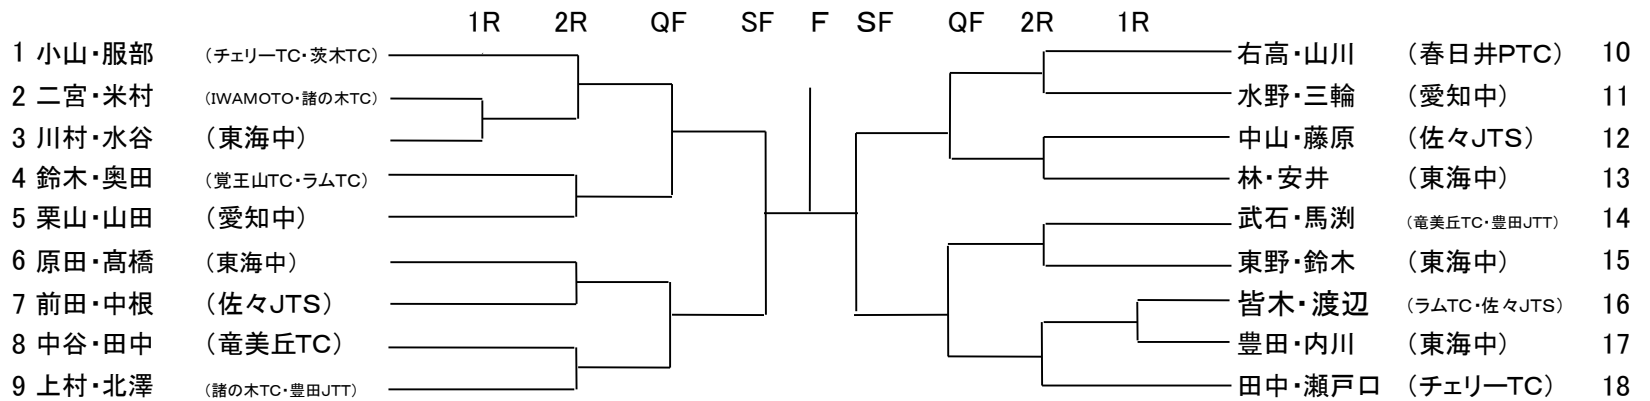 1R 2R QF SF F SF QF 2R 1R
1 小山・服部 (チェリーTC・茨木TC)
2 二宮・米村 (IWAMOTO・諸の木TC)
3 川村・水谷 (東海中)
4 鈴木・奥田 (覚王山TC・ラムTC)
5 栗山・山田 (愛知中)
6 原田・髙橋 (東海中)
7 前田・中根 (佐々JTS)
8 中谷・田中 (竜美丘TC)
9 上村・北澤 (諸の木TC・豊田JTT)
右高・山川 (春日井PTC) 10
水野・三輪 (愛知中) 11
中山・藤原 (佐々JTS) 12
林・安井 (東海中) 13
武石・馬渕 (竜美丘TC・豊田JTT) 14
東野・鈴木 (東海中) 15
皆木・渡辺 (ラムTC・佐々JTS) 16
豊田・内川 (東海中) 17
田中・瀬戸口 (チェリーTC) 18